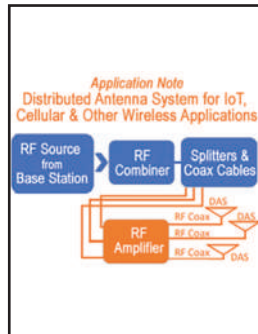 Application Note
Distributed Antenna System for IoT,
Cellular & Other Wireless Applications
RF Source
from
Base Station
RF
Combiner
Splitters &
Coax Cables
DAS
RF Coax
DAS
RF Coax
RF
Amplifier
RF Coax
DAS